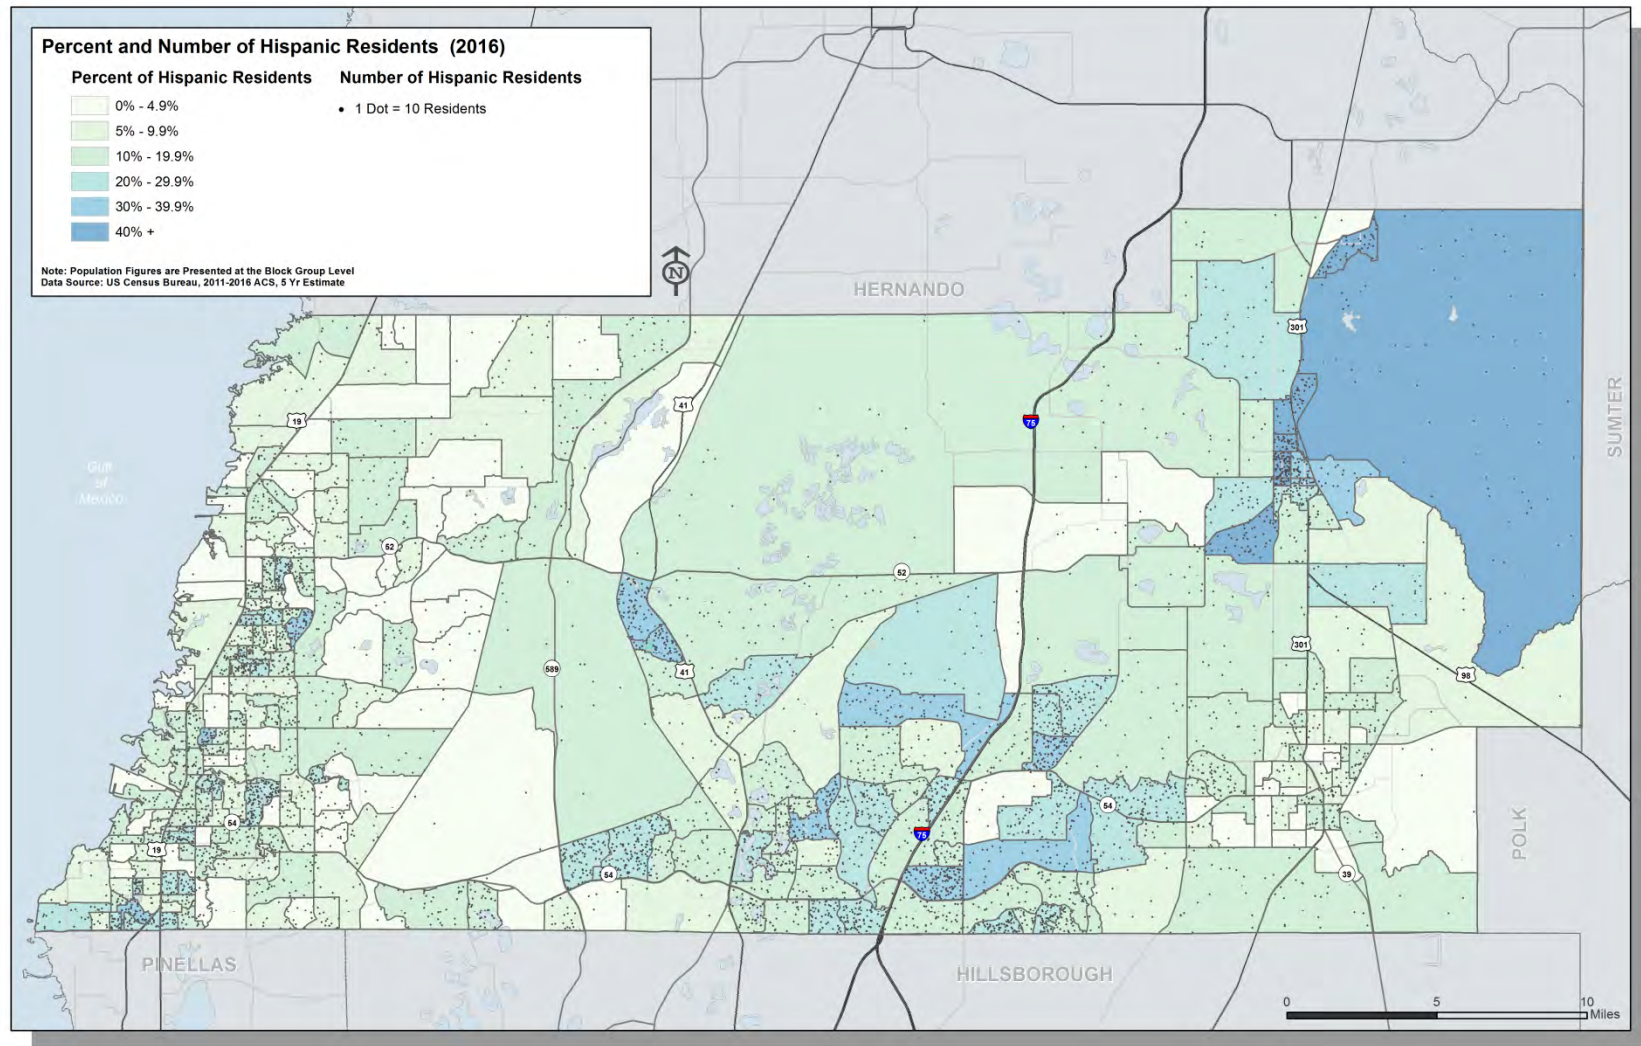 Percent and Number of Hispanic Residents (2016)
Percent of Hispanic Residents
Number of Hispanic Residents
0% - 4.9%
5% - 9.9%
10% - 19.9%
20% - 29.9%
30% - 39.9%
40% +
1 Dot = 10 Residents
Note: Population Figures are Presented at the Block Group Level
Data Source: US Census Bureau, 2011-2016 ACS, 5 Yr Estimate
N
HERNANDO
301
SUMTER
41
19
75
Gulf
of
Mexico
52
52
301
589
41
98
54
54
75
19
54
39
POLK
PINELLAS
HILLSBOROUGH
0 5 10
Miles